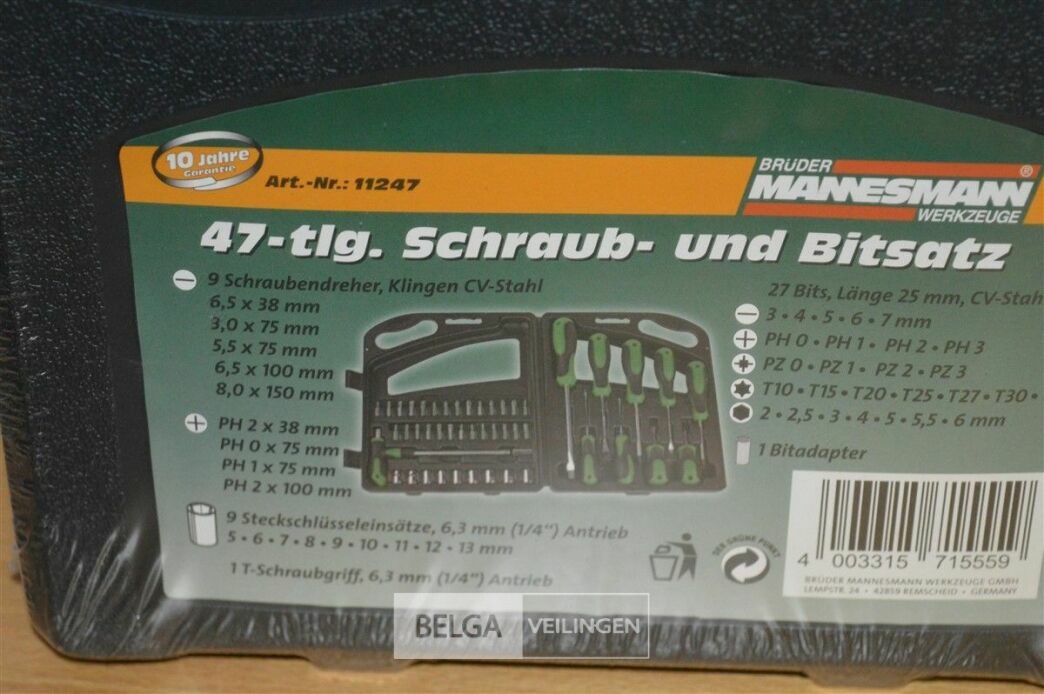 10 Jahre
Garantie
Art.-Nr.: 11247
BRÜDER
MANNESMANN®
WERKZEUGE
47-tlg. Schraub- und Bitsatz
9 Schraubendreher, Klingen CV-Stahl
6,5 x 38 mm
3,0 x 75 mm
5,5 x 75 mm
6,5 x 100 mm
8,0 x 150 mm
PH 2 x 38 mm
PH 0 x 75 mm
PH 1 x 75 mm
PH 2 x 100 mm
9 Steckschlüsseleinsätze, 6,3 mm (1/4“) Antrieb
5 • 6 • 7 • 8 • 9 • 10 • 11 • 12 • 13 mm
1 T-Schraubgriff, 6,3 mm (1/4“) Antrieb
27 Bits, Länge 25 mm, CV-Stah
3 • 4 • 5 • 6 • 7 mm
PH 0 • PH 1 • PH 2 • PH 3
PZ 0 • PZ 1 • PZ 2 • PZ 3
T10 • T15 • T20 • T25 • T27 • T30 •
2 • 2,5 • 3 • 4 • 5 • 5,5 • 6 mm
1 Bitadapter
DER GRÜNE PUNKT
4 003315 715559
BRÜDER MANNESMANN WERKZEUGE GMBH
LEMPSTR. 24 • 42859 REMSCHEID • GERMANY
BELGA VEILINGEN